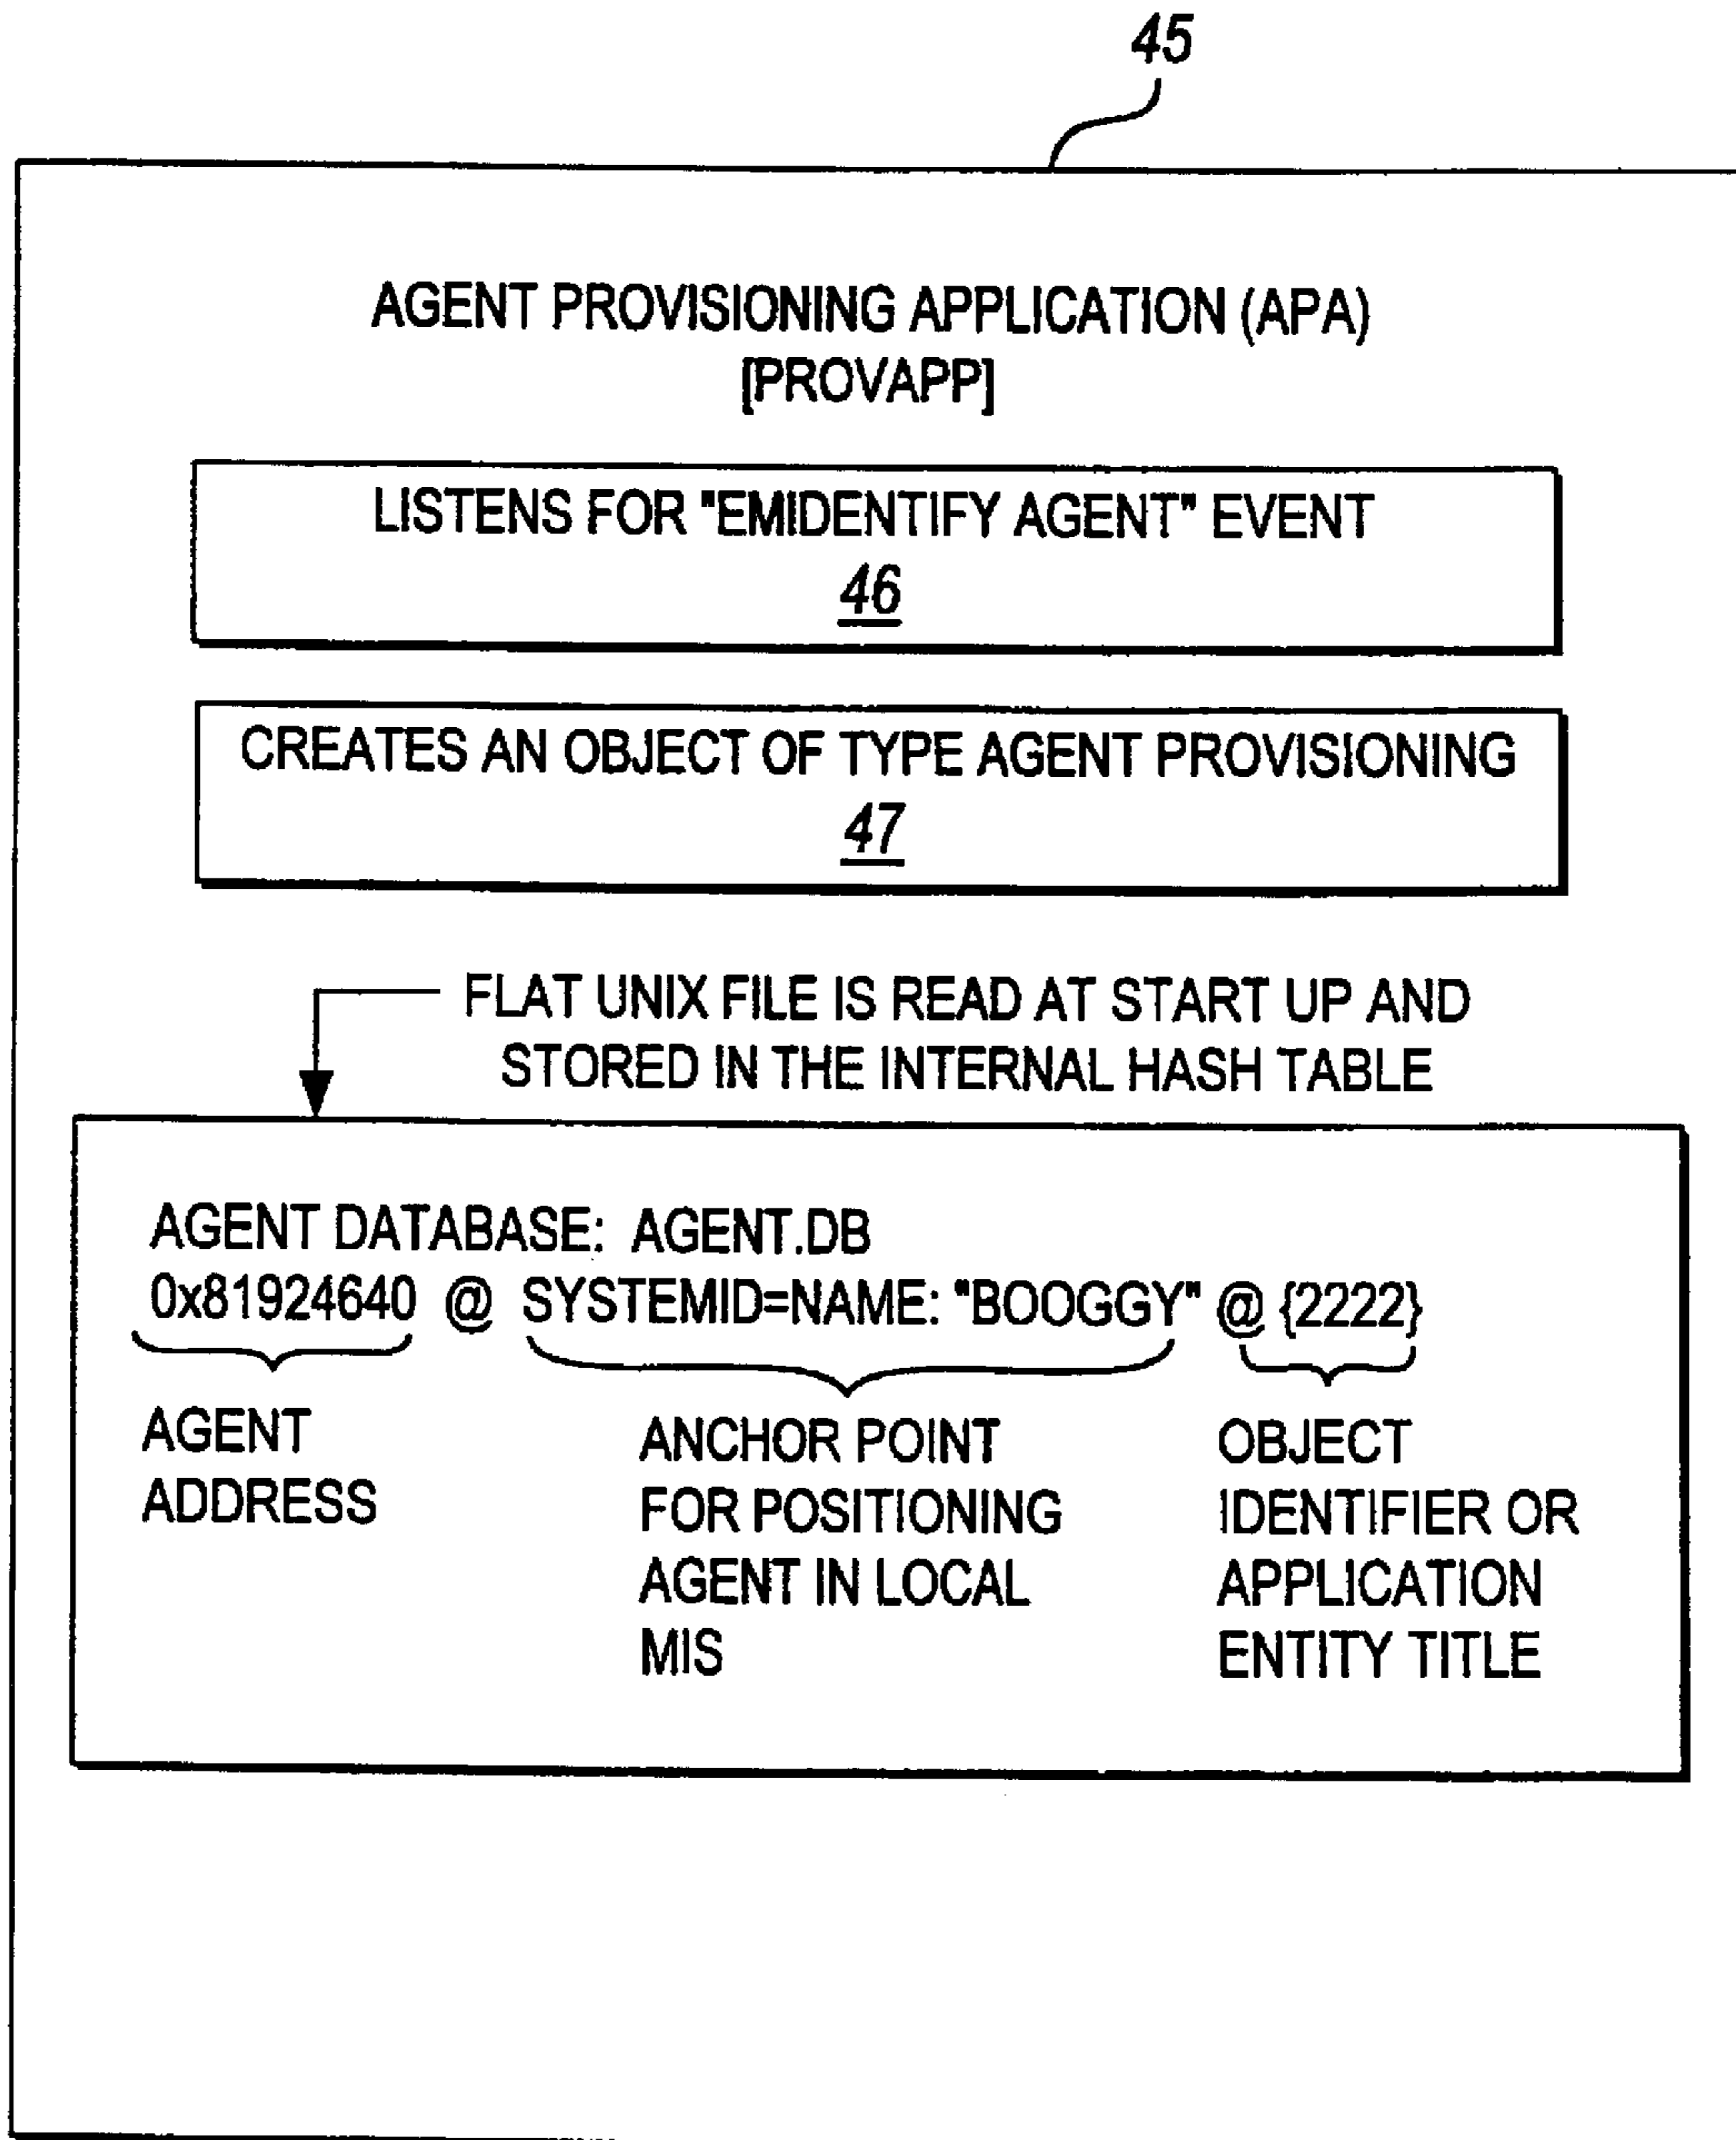 45
AGENT PROVISIONING APPLICATION (APA)
[PROVAPP]
LISTENS FOR "EMIDENTIFY AGENT" EVENT
46
CREATES AN OBJECT OF TYPE AGENT PROVISIONING
47
FLAT UNIX FILE IS READ AT START UP AND
STORED IN THE INTERNAL HASH TABLE
AGENT DATABASE: AGENT.DB
0x81924640 @ SYSTEMID=NAME: "BOOGGY" @ {2222}
AGENT
ADDRESS
ANCHOR POINT
FOR POSITIONING
AGENT IN LOCAL
MIS
OBJECT
IDENTIFIER OR
APPLICATION
ENTITY TITLE